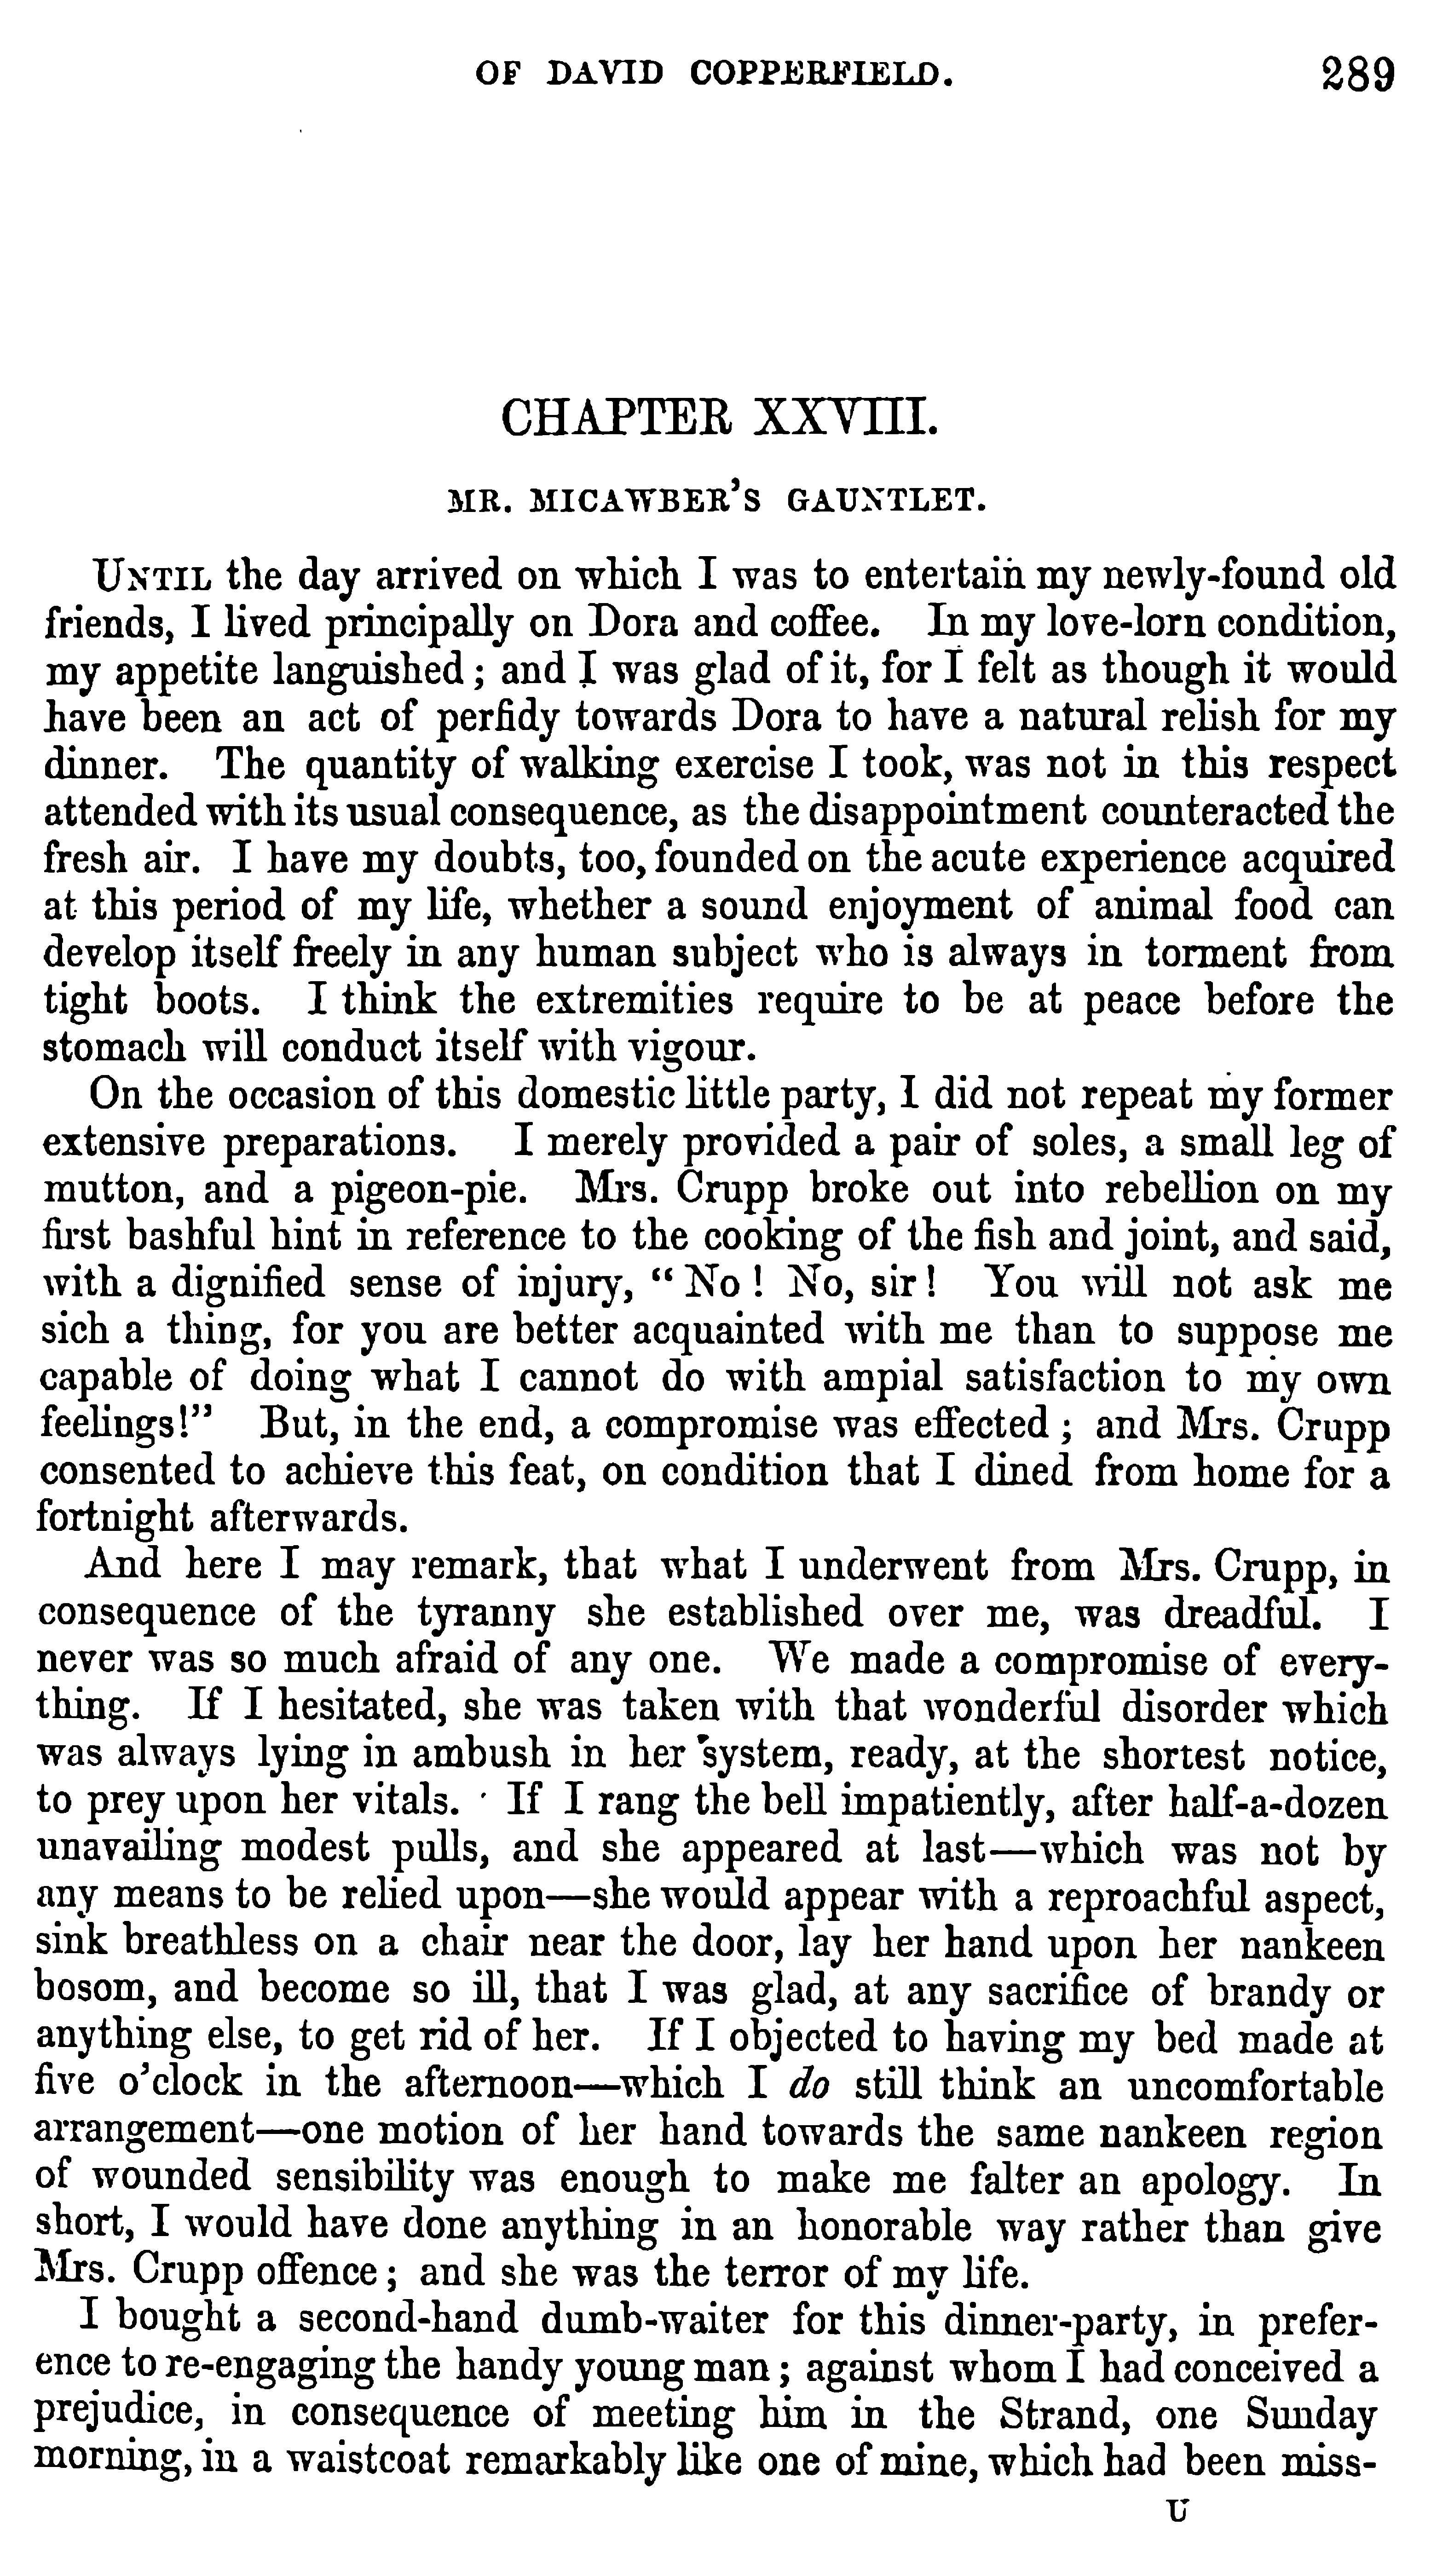 OF DAVID COPPERFIELD. 289
CHAPTER XXVIII.
MR. MICAWBER'S GAUNTLET.
UNTIL the day arrived on which I was to entertain my newly-found old
friends, I lived principally on Dora and coffee. In my love-lorn condition,
my appetite languished; and I was glad of it, for I felt as though it would
have been an act of perfidy towards Dora to have a natural relish for my
dinner. The quantity of walking exercise I took, was not in this respect
attended with its usual consequence, as the disappointment counteracted the
fresh air. I have my doubts, too, founded on the acute experience acquired
at this period of my life, whether a sound enjoyment of animal food can
develop itself freely in any human subject who is always in torment from
tight boots. I think the extremities require to be at peace before the
stomach will conduct itself with vigour.
On the occasion of this domestic little party, I did not repeat my former
extensive preparations. I merely provided a pair of soles, a small leg of
mutton, and a pigeon-pie. Mrs. Crupp broke out into rebellion on my
first bashful hint in reference to the cooking of the fish and joint, and said,
with a dignified sense of injury, "No! No, sir! You will not ask me
sich a thing, for you are better acquainted with me than to suppose me
capable of doing what I cannot do with ampial satisfaction to my own
feelings!" But, in the end, a compromise was effected; and Mrs. Crupp
consented to achieve this feat, on condition that I dined from home for a
fortnight afterwards.
And here I may remark, that what I underwent from Mrs. Crupp, in
consequence of the tyranny she established over me, was dreadful. I
never was so much afraid of any one. We made a compromise of every-
thing. If I hesitated, she was taken with that wonderful disorder which
was always lying in ambush in her system, ready, at the shortest notice,
to prey upon her vitals. If I rang the bell impatiently, after half-a-dozen
unavailing modest pulls, and she appeared at last—which was not by
any means to be relied upon—she would appear with a reproachful aspect,
sink breathless on a chair near the door, lay her hand upon her nankeen
bosom, and become so ill, that I was glad, at any sacrifice of brandy or
anything else, to get rid of her. If I objected to having my bed made at
five o'clock in the afternoon—which I do still think an uncomfortable
arrangement—one motion of her hand towards the same nankeen region
of wounded sensibility was enough to make me falter an apology. In
short, I would have done anything in an honorable way rather than give
Mrs. Crupp offence; and she was the terror of my life.
I bought a second-hand dumb-waiter for this dinner-party, in prefer-
ence to re-engaging the handy young man; against whom I had conceived a
prejudice, in consequence of meeting him in the Strand, one Sunday
morning, in a waistcoat remarkably like one of mine, which had been miss-
U